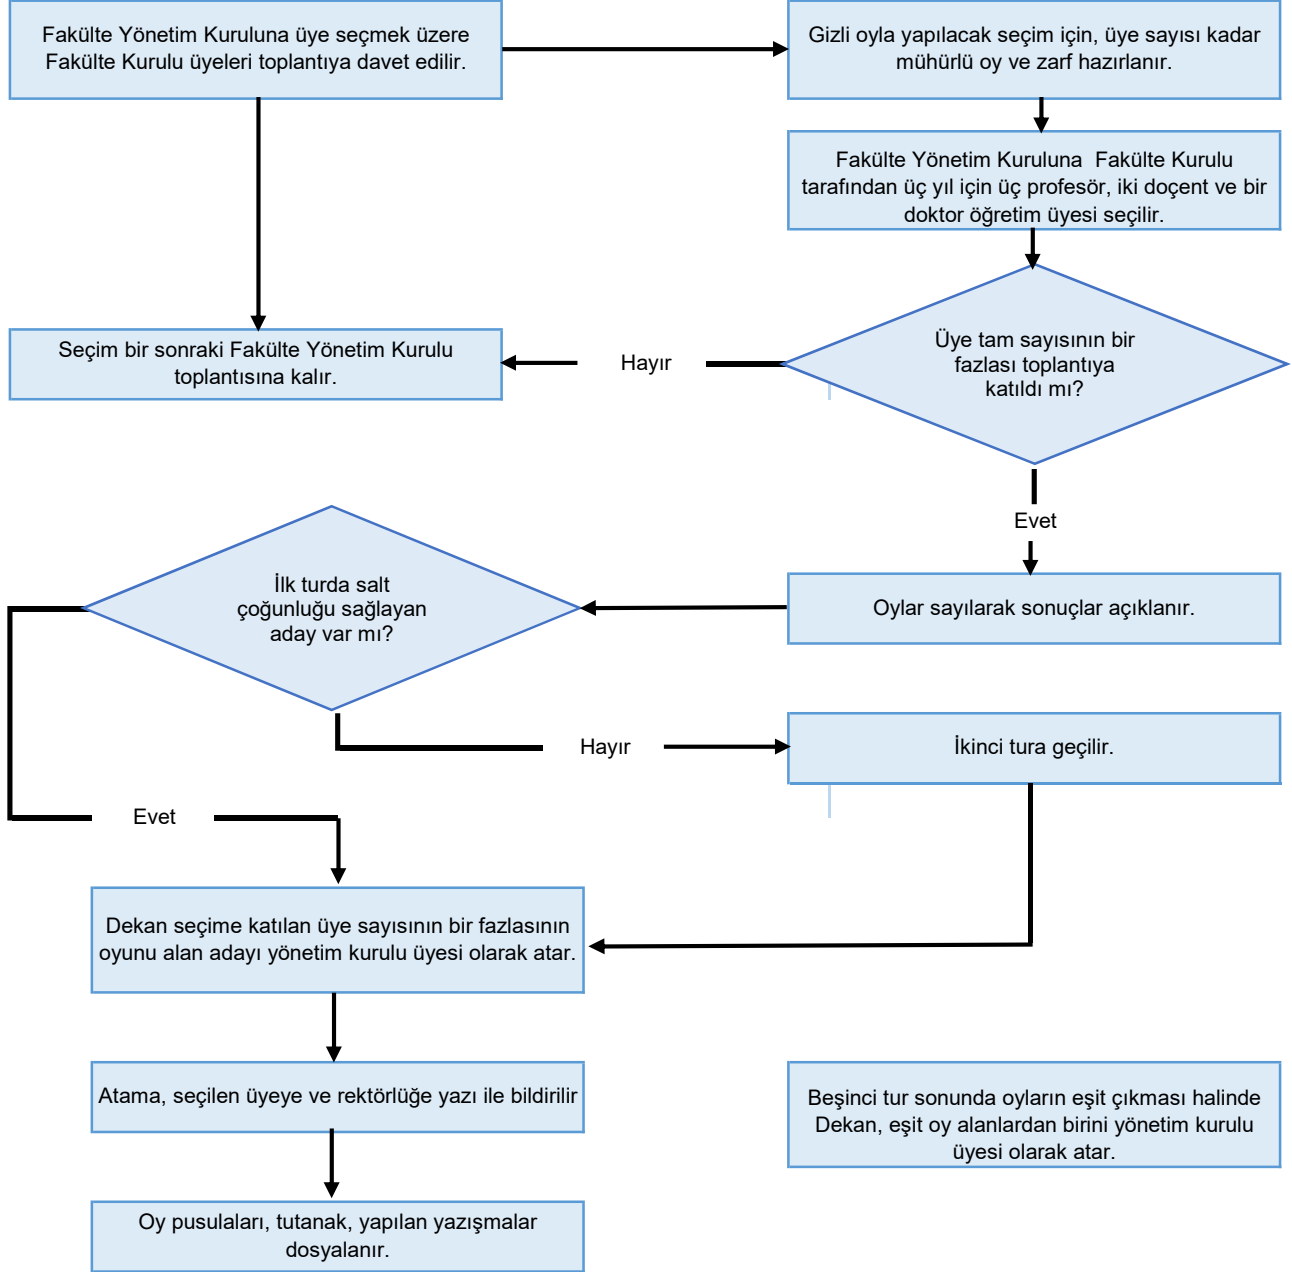 Fakülte Yönetim Kuruluna üye seçmek üzere
Fakülte Kurulu üyeleri toplantıya davet edilir.
Gizli oyla yapılacak seçim için, üye sayısı kadar
mühürlü oy ve zarf hazırlanır.
Fakülte Yönetim Kuruluna Fakülte Kurulu
tarafından üç yıl için üç profesör, iki doçent ve bir
doktor öğretim üyesi seçilir.
Seçim bir sonraki Fakülte Yönetim Kurulu
toplantısına kalır.
Hayır
Üye tam sayısının bir
fazlası toplantıya
katıldı mı?
Evet
İlk turda salt
çoğunluğu sağlayan
aday var mı?
Oylar sayılarak sonuçlar açıklanır.
Hayır
İkinci tura geçilir.
Evet
Dekan seçime katılan üye sayısının bir fazlasının
oyunu alan adayı yönetim kurulu üyesi olarak atar.
Atama, seçilen üyeye ve rektörlüğe yazı ile bildirilir
Beşinci tur sonunda oyların eşit çıkması halinde
Dekan, eşit oy alanlardan birini yönetim kurulu
üyesi olarak atar.
Oy pusulaları, tutanak, yapılan yazışmalar
dosyalanır.